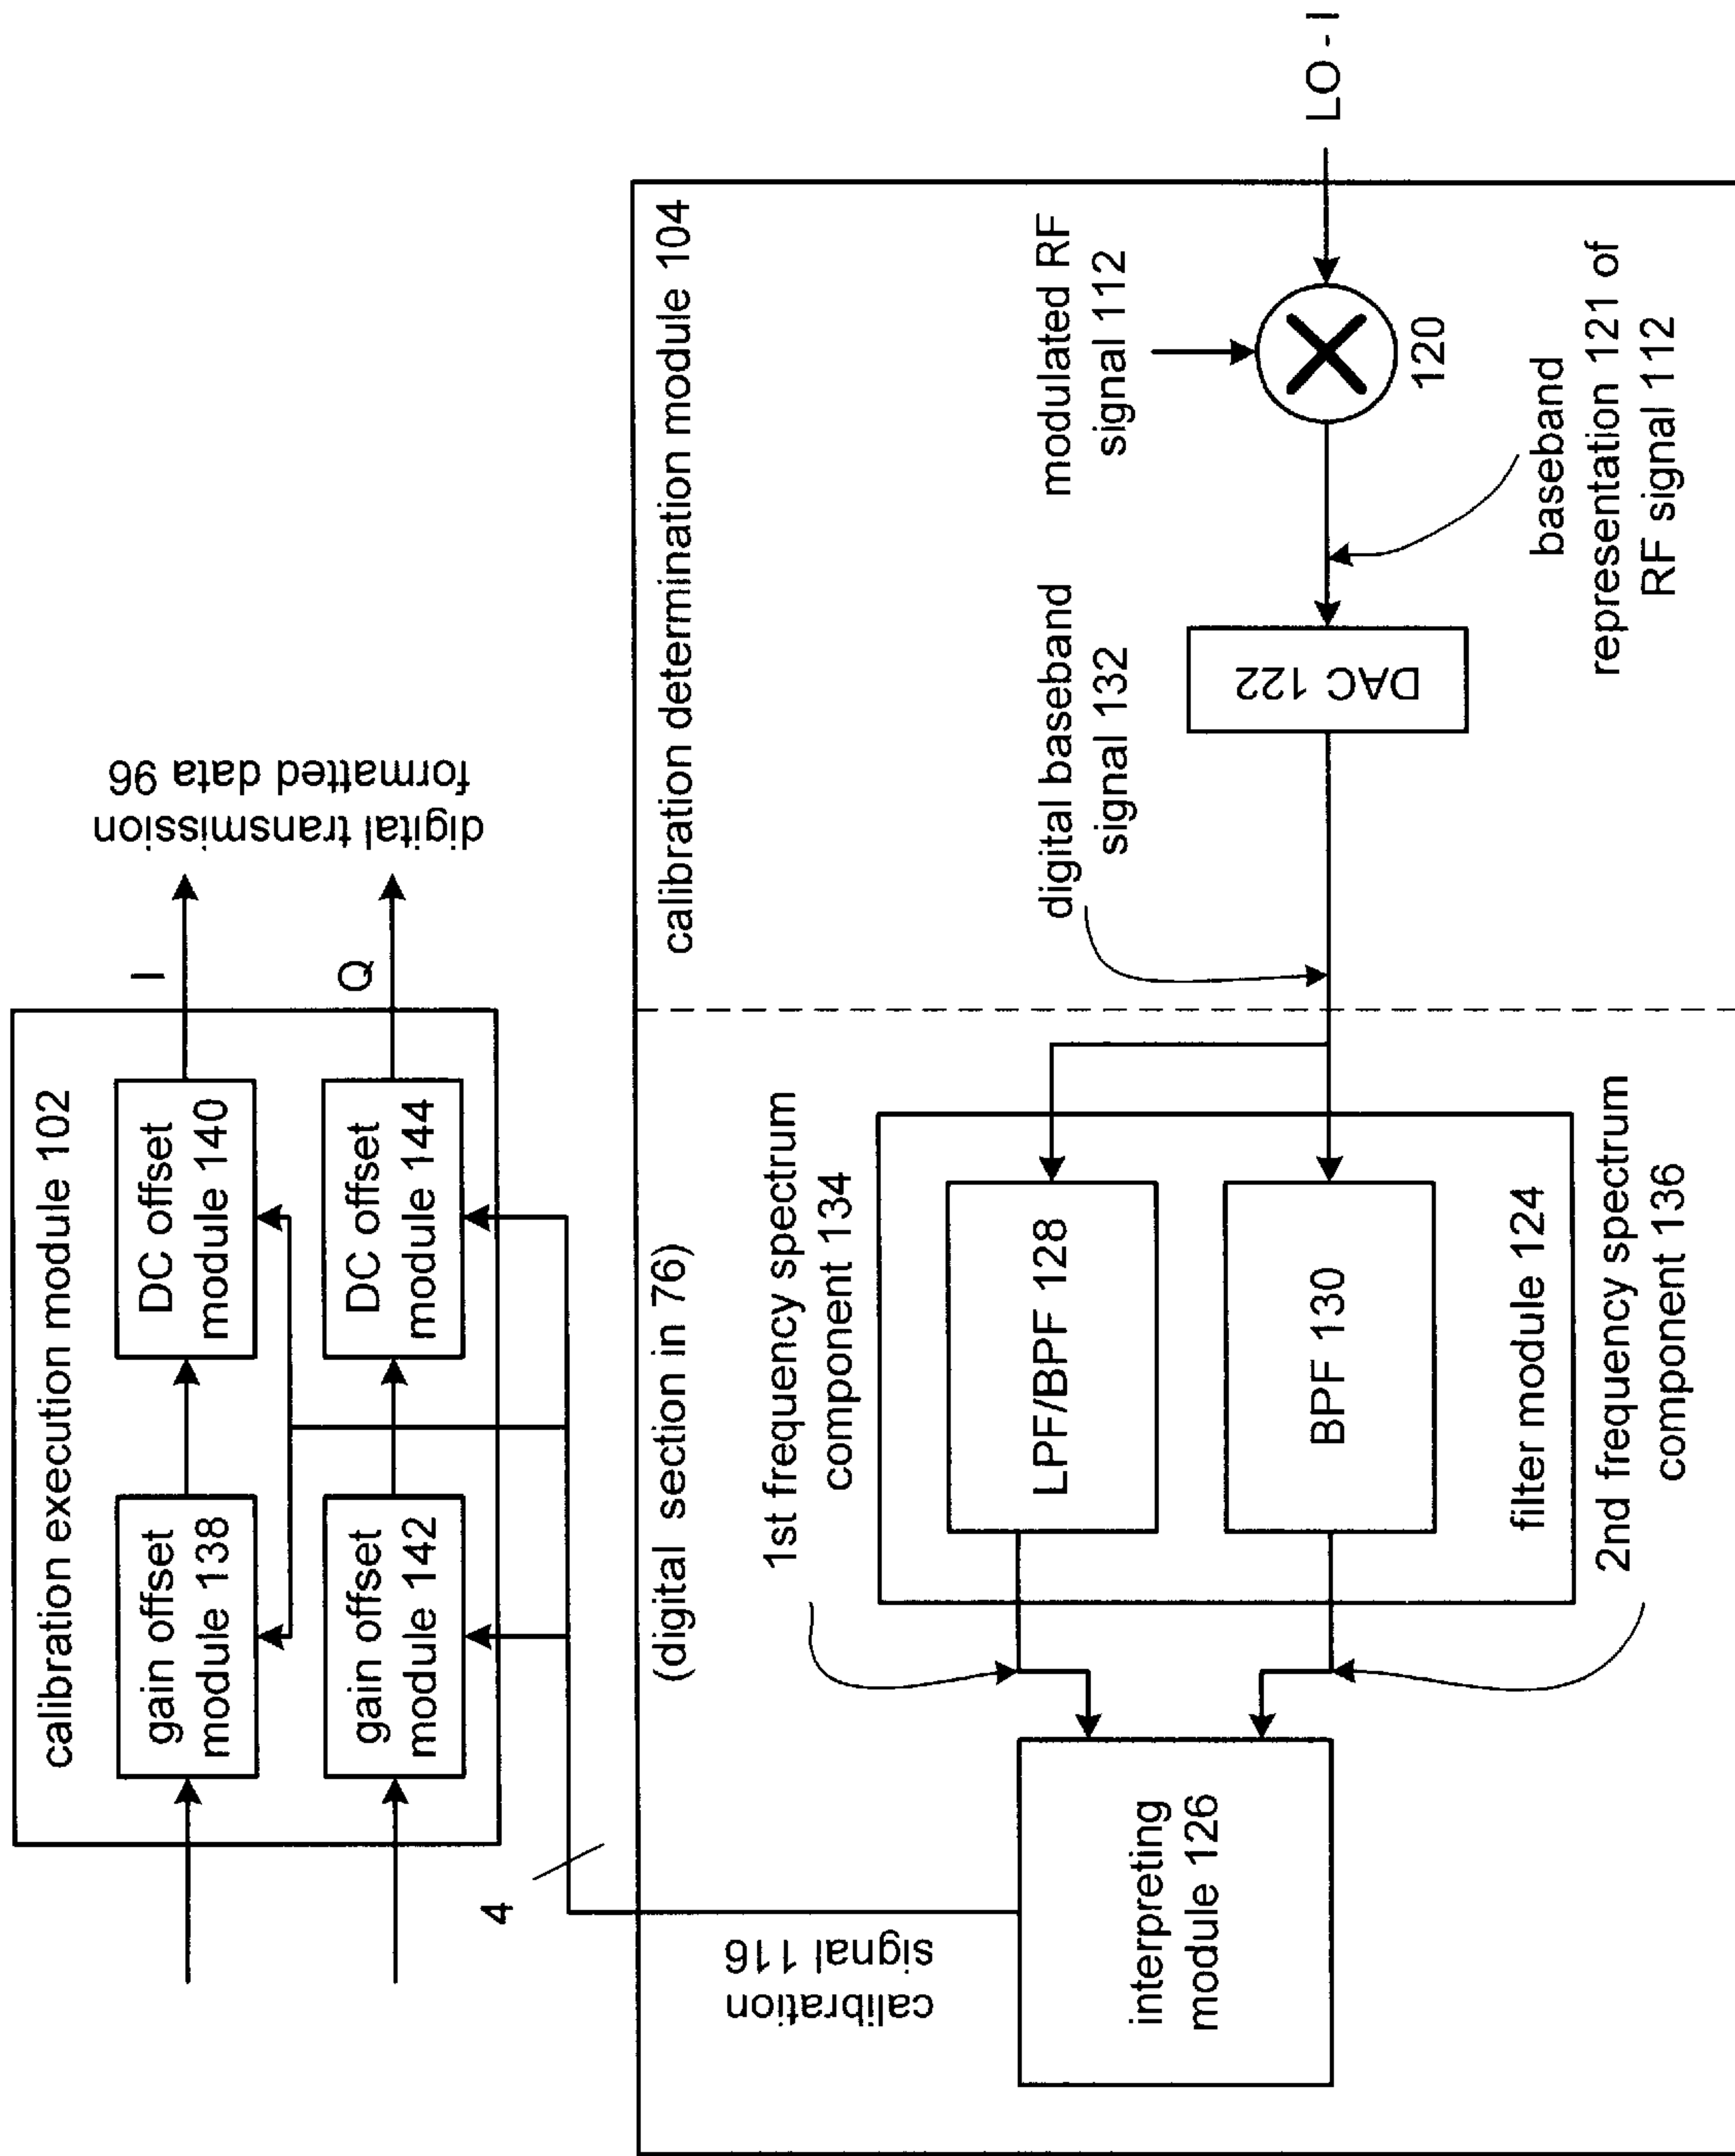 calibration execution module 102
gain offset
module 138
DC offset
module 140
gain offset
module 142
DC offset
module 144
I
Q
digital transmission
formatted data 96
4
calibration
signal 116
(digital section in 76)
calibration determination module 104
interpreting
module 126
1st frequency spectrum
component 134
LPF/BPF 128
BPF 130
filter module 124
2nd frequency spectrum
component 136
digital baseband
signal 132
DAC 122
modulated RF
signal 112
120
baseband
representation 121 of
RF signal 112
LO - I